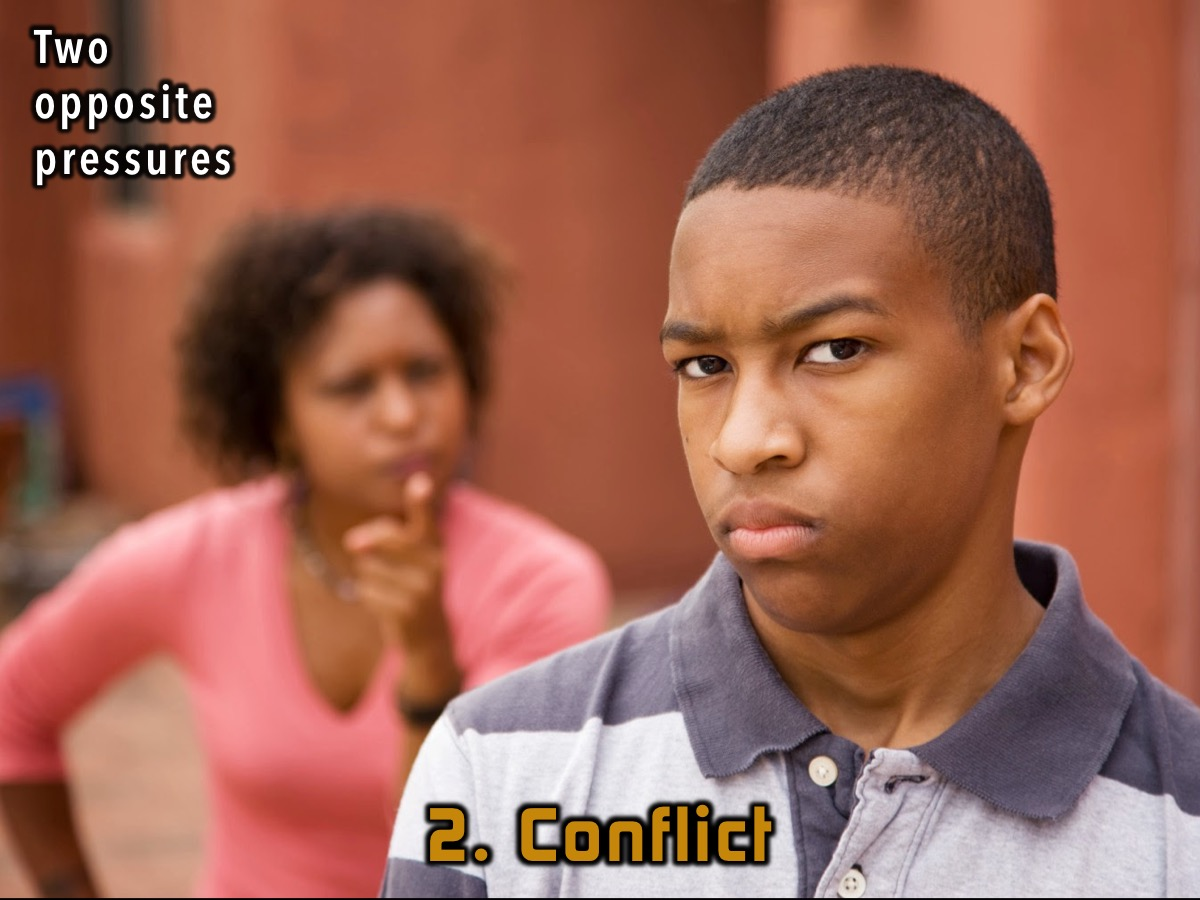 Two
opposite
pressures
2. Conflict